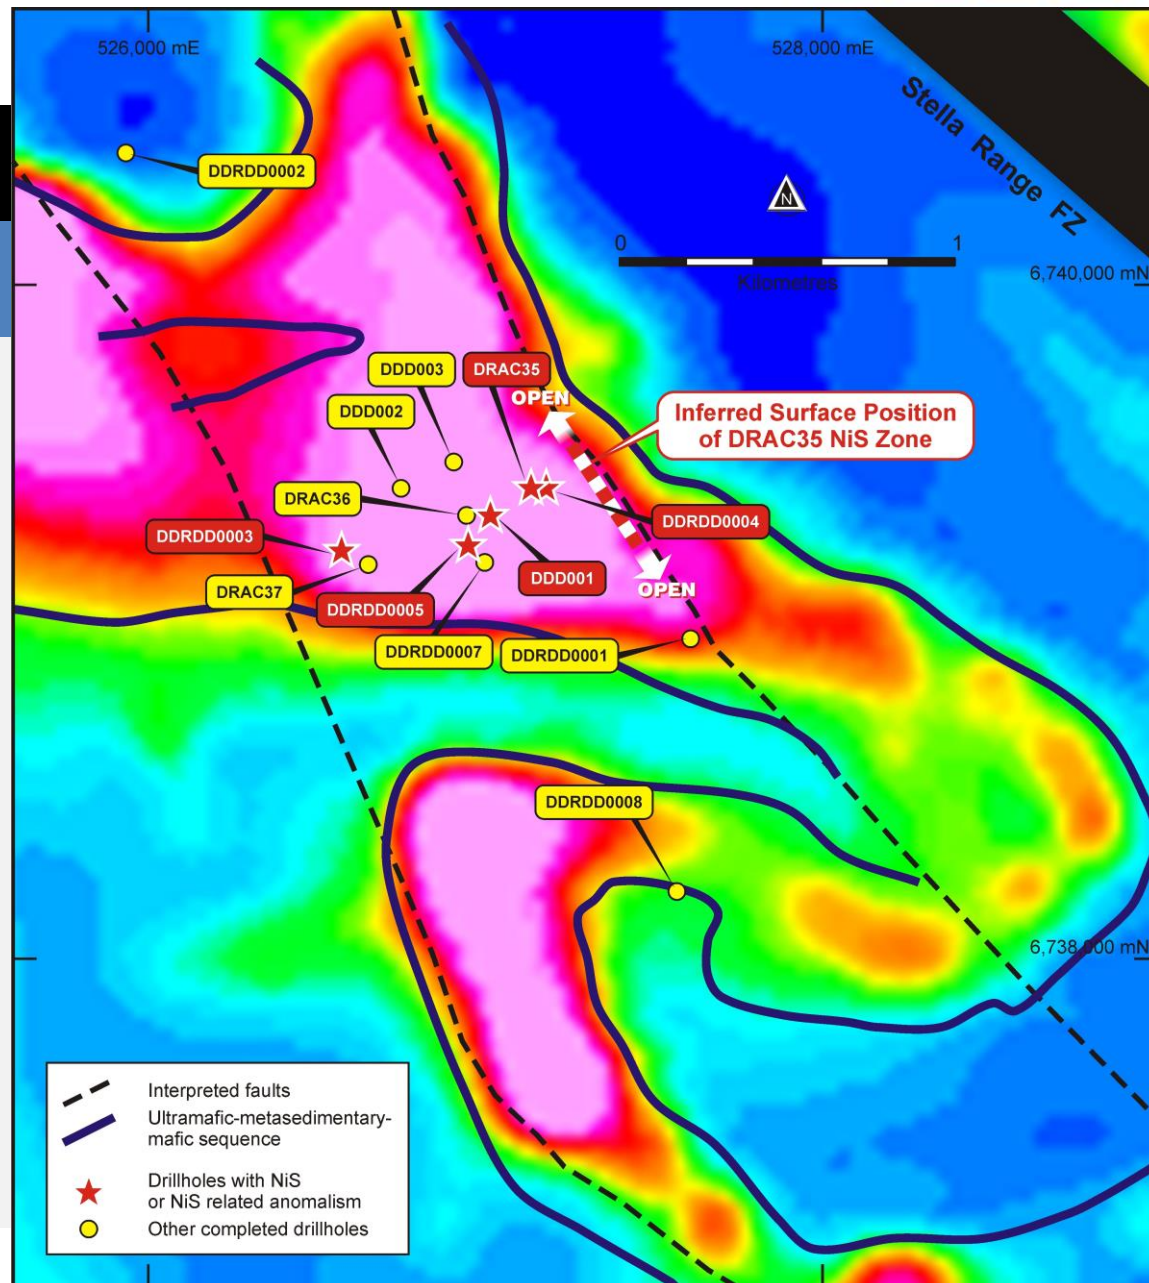 526,000 mE
528,000 mE
Stella Range FZ
DDRDD0002
N
0 1
Kilometres
6,740,000 mN
DDD003
DRAC35
OPEN
DDD002
Inferred Surface Position
of DRAC35 NiS Zone
DRAC36
DDRDD0003
DDRDD0004
DDD001
OPEN
DRAC37
DDRDD0005
DDRDD0007
DDRDD0001
DDRDD0008
6,738,000 mN
Interpreted faults
Ultramafic-metasedimentary-
mafic sequence
Drillholes with NiS
or NiS related anomalism
Other completed drillholes